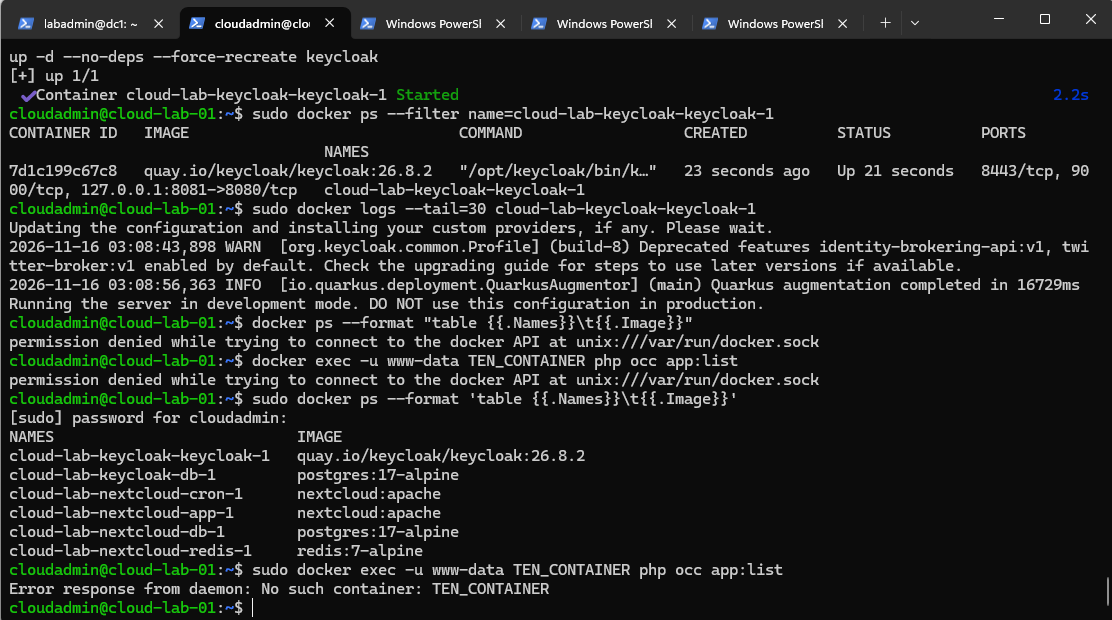 labadmin@dc1: ~
cloudadmin@clou
Windows PowerSl
Windows PowerSl
Windows PowerSl
up -d --no-deps --force-recreate keycloak
[+] up 1/1
✔Container cloud-lab-keycloak-keycloak-1 Started 2.2s
cloudadmin@cloud-lab-01:~$ sudo docker ps --filter name=cloud-lab-keycloak-keycloak-1
CONTAINER ID   IMAGE                              COMMAND                  CREATED          STATUS          PORTS
NAMES
7d1c199c67c8   quay.io/keycloak/keycloak:26.8.2   "/opt/keycloak/bin/k…"   23 seconds ago   Up 21 seconds   8443/tcp, 90
00/tcp, 127.0.0.1:8081->8080/tcp   cloud-lab-keycloak-keycloak-1
cloudadmin@cloud-lab-01:~$ sudo docker logs --tail=30 cloud-lab-keycloak-keycloak-1
Updating the configuration and installing your custom providers, if any. Please wait.
2026-11-16 03:08:43,898 WARN  [org.keycloak.common.Profile] (build-8) Deprecated features identity-brokering-api:v1, twi
tter-broker:v1 enabled by default. Check the upgrading guide for steps to use later versions if available.
2026-11-16 03:08:56,363 INFO  [io.quarkus.deployment.QuarkusAugmentor] (main) Quarkus augmentation completed in 16729ms
Running the server in development mode. DO NOT use this configuration in production.
cloudadmin@cloud-lab-01:~$ docker ps --format "table {{.Names}}\t{{.Image}}"
permission denied while trying to connect to the docker API at unix:///var/run/docker.sock
cloudadmin@cloud-lab-01:~$ docker exec -u www-data TEN_CONTAINER php occ app:list
permission denied while trying to connect to the docker API at unix:///var/run/docker.sock
cloudadmin@cloud-lab-01:~$ sudo docker ps --format 'table {{.Names}}\t{{.Image}}'
[sudo] password for cloudadmin:
NAMES                           IMAGE
cloud-lab-keycloak-keycloak-1   quay.io/keycloak/keycloak:26.8.2
cloud-lab-keycloak-db-1         postgres:17-alpine
cloud-lab-nextcloud-cron-1      nextcloud:apache
cloud-lab-nextcloud-app-1       nextcloud:apache
cloud-lab-nextcloud-db-1        postgres:17-alpine
cloud-lab-nextcloud-redis-1     redis:7-alpine
cloudadmin@cloud-lab-01:~$ sudo docker exec -u www-data TEN_CONTAINER php occ app:list
Error response from daemon: No such container: TEN_CONTAINER
cloudadmin@cloud-lab-01:~$